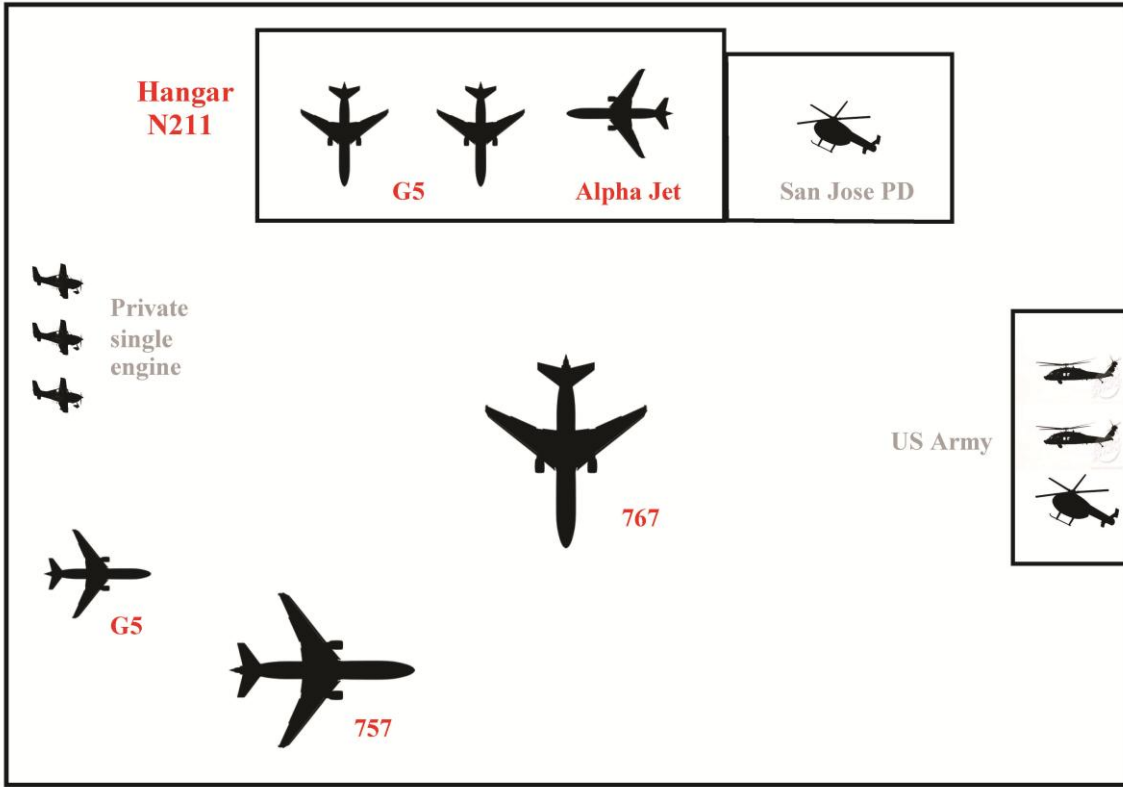 Hangar
N211
G5
Alpha Jet
San Jose PD
Private
single
engine
US Army
767
G5
757